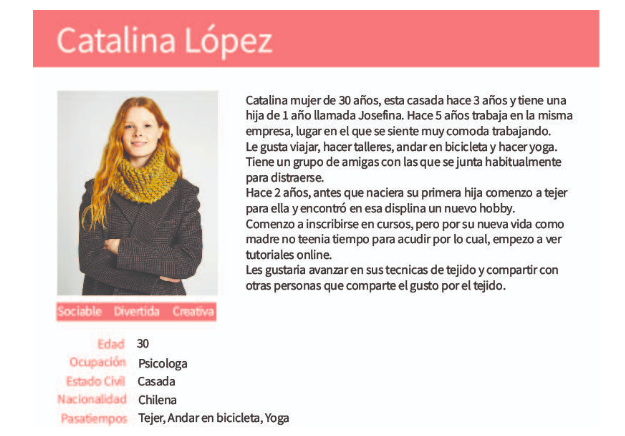 Catalina López
Catalina mujer de 30 años, esta casada hace 3 años y tiene una
hija de 1 año llamada Josefina. Hace 5 años trabaja en la misma
empresa, lugar en el que se siente muy comoda trabajando.
Le gusta viajar, hacer talleres, andar en bicicleta y hacer yoga.
Tiene un grupo de amigas con las que se junta habitualmente
para distraerse.
Hace 2 años, antes que naciera su primera hija comenzo a tejer
para ella y encontró en esa displina un nuevo hobby.
Comenzo a inscribirse en cursos, pero por su nueva vida como
madre no teenia tiempo para acudir por lo cual, empezo a ver
tutoriales online.
Les gustaria avanzar en sus tecnicas de tejido y compartir con
otras personas que comparte el gusto por el tejido.
Sociable Divertida Creativa
Edad 30
Ocupación Psicologa
Estado Civil Casada
Nacionalidad Chilena
Pasatiempos Tejer, Andar en bicicleta, Yoga